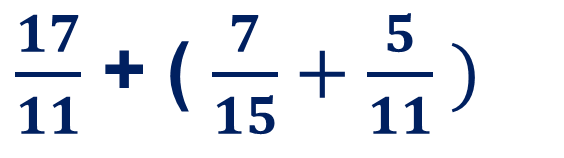 17/11 + ( 7/15 + 5/11 )